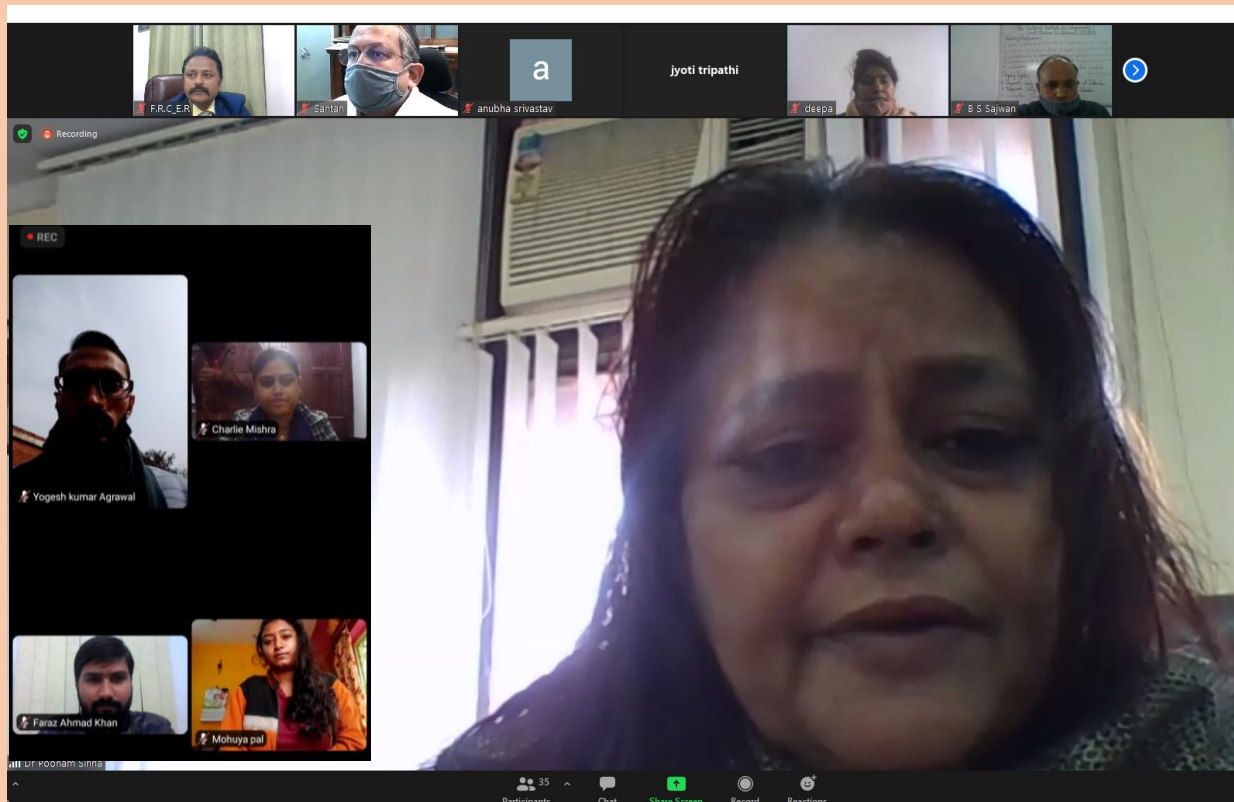 F.R.C_E.R
Santan
a
anubha srivastav
jyoti tripathi
deepa
B S Sajwan
Recording
REC
Yogesh kumar Agrawal
Charlie Mishra
Faraz Ahmad Khan
Mohuya pal
Dr Poonam Sinha
35
Participants
Chat
Share Screen
Record
Reactions